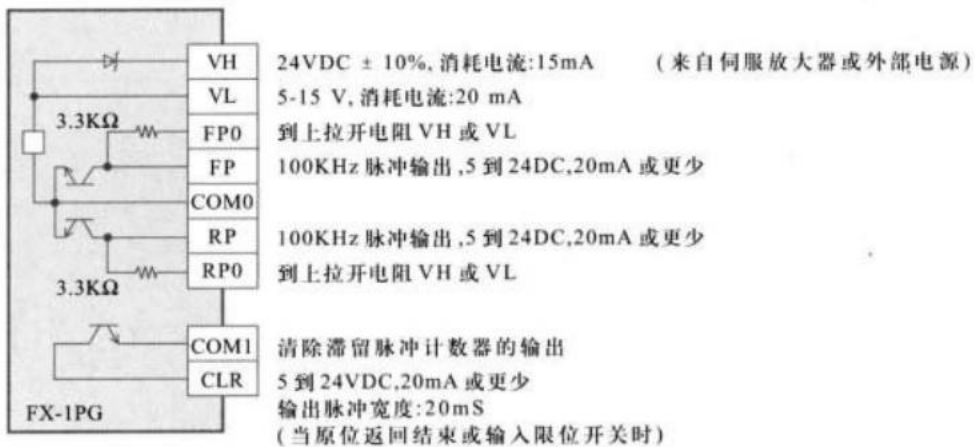 VH 24VDC ± 10%,消耗电流:15mA (来自伺服放大器或外部电源)
VL 5-15 V,消耗电流:20 mA
3.3KΩ
FP0 到上拉开电阻 VH 或 VL
FP 100KHz 脉冲输出,5 到 24DC,20mA 或更少
COM0
RP 100KHz 脉冲输出,5 到 24DC,20mA 或更少
RP0 到上拉开电阻 VH 或 VL
3.3KΩ
COM1 清除滞留脉冲计数器的输出
CLR 5 到 24VDC,20mA 或更少
FX-1PG 输出脉冲宽度:20mS
(当原位返回结束或输入限位开关时)